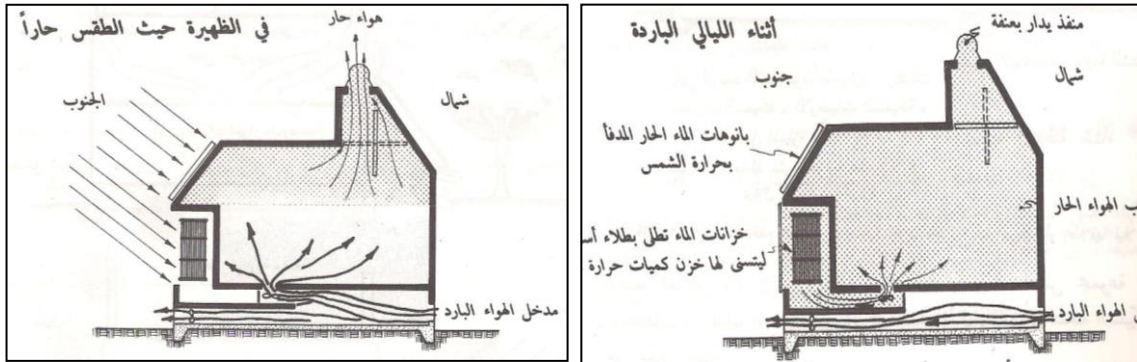 في الظهيرة حيث الطقس حاراً
هواء حار
الجنوب
شمال
مدخل الهواء البارد
أثناء الليالي الباردة
منفذ يدار بعنفة
جنوب
شمال
بانوهات الماء الحار المدفأ
بحرارة الشمس
الهواء الحار
خزانات الماء تطلى بطلاء
ليتسنى لها خزن كميات حرارة
الهواء البارد